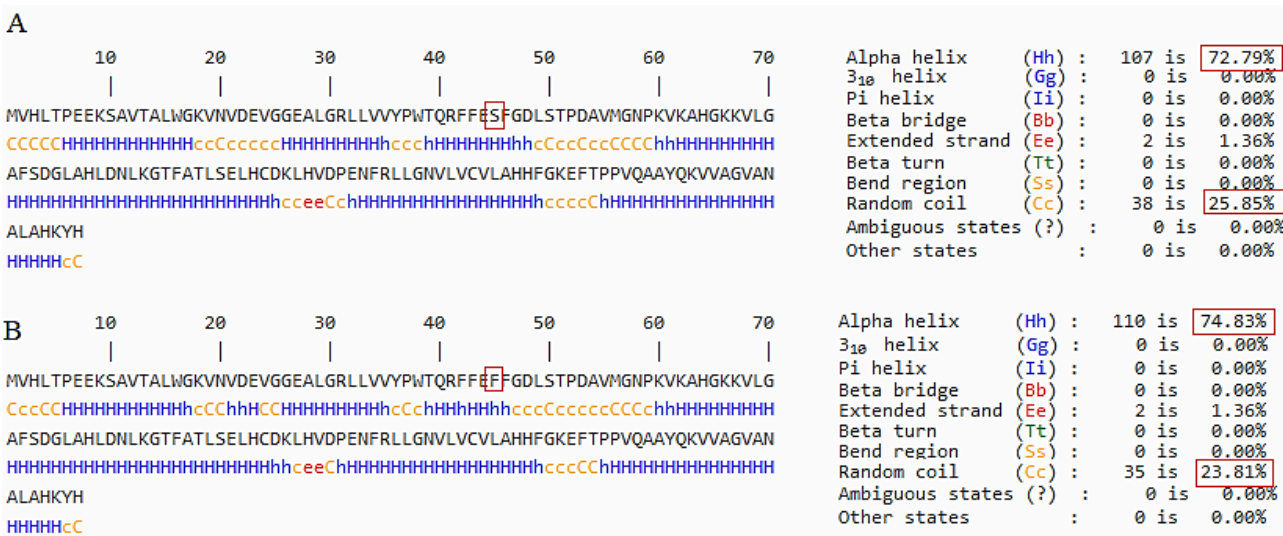 A
10 20 30 40 50 60 70
| | | | | | |
MVHLTPEEKSAVTALWGKVNVDEVGGEALGRLLVVYPWTQRFFESFGDLSTPDAVMGNPKVKAHGKKVLG
CCCCCHHHHHHHHHHHHccCcccccHHHHHHHHHhccchHHHHHHHhhcCccCccCCCChhHHHHHHHHH
AFSDGLAHLDNLKGTFATLSELHCDKLHVDPENFRLLGNVLVCVLAHHFGKEFTPPVQAAYQKVVAGVAN
HHHHHHHHHHHHHHHHHHHHHHHHhcceeCchHHHHHHHHHHHHHHHHhccccChHHHHHHHHHHHHHHH
ALAHKYH
HHHHHcC
Alpha helix (Hh) : 107 is 72.79%
3₁₀ helix (Gg) : 0 is 0.00%
Pi helix (Ii) : 0 is 0.00%
Beta bridge (Bb) : 0 is 0.00%
Extended strand (Ee) : 2 is 1.36%
Beta turn (Tt) : 0 is 0.00%
Bend region (Ss) : 0 is 0.00%
Random coil (Cc) : 38 is 25.85%
Ambiguous states (?) : 0 is 0.00%
Other states : 0 is 0.00%
B
10 20 30 40 50 60 70
| | | | | | |
MVHLTPEEKSAVTALWGKVNVDEVGGEALGRLLVVYPWTQRFFEFFGDLSTPDAVMGNPKVKAHGKKVLG
CccCCHHHHHHHHHHHhcCChhHCCHHHHHHHHHhcCchHHhHHhhcccCcccccCCCchhHHHHHHHHH
AFSDGLAHLDNLKGTFATLSELHCDKLHVDPENFRLLGNVLVCVLAHHFGKEFTPPVQAAYQKVVAGVAN
HHHHHHHHHHHHHHHHHHHHHHHHhhceeChHHHHHHHHHHHHHHHHHhcccCChHHHHHHHHHHHHHHH
ALAHKYH
HHHHHcC
Alpha helix (Hh) : 110 is 74.83%
3₁₀ helix (Gg) : 0 is 0.00%
Pi helix (Ii) : 0 is 0.00%
Beta bridge (Bb) : 0 is 0.00%
Extended strand (Ee) : 2 is 1.36%
Beta turn (Tt) : 0 is 0.00%
Bend region (Ss) : 0 is 0.00%
Random coil (Cc) : 35 is 23.81%
Ambiguous states (?) : 0 is 0.00%
Other states : 0 is 0.00%